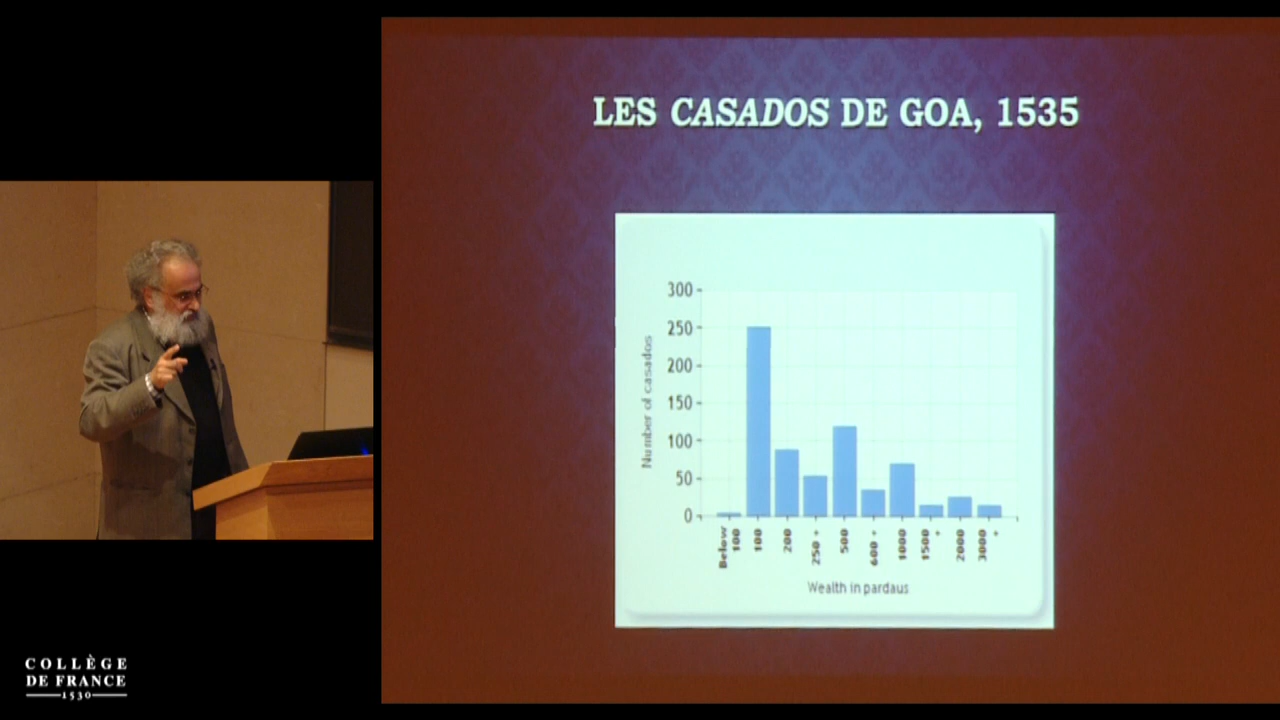 LES CASADOS DE GOA, 1535
300
250
200
150
100
50
0
Number of casados
Below 100
100
200
250 +
500
600 +
1000
1500 +
2000
3000 +
Wealth in pardaus
COLLÈGE
DE FRANCE
1530